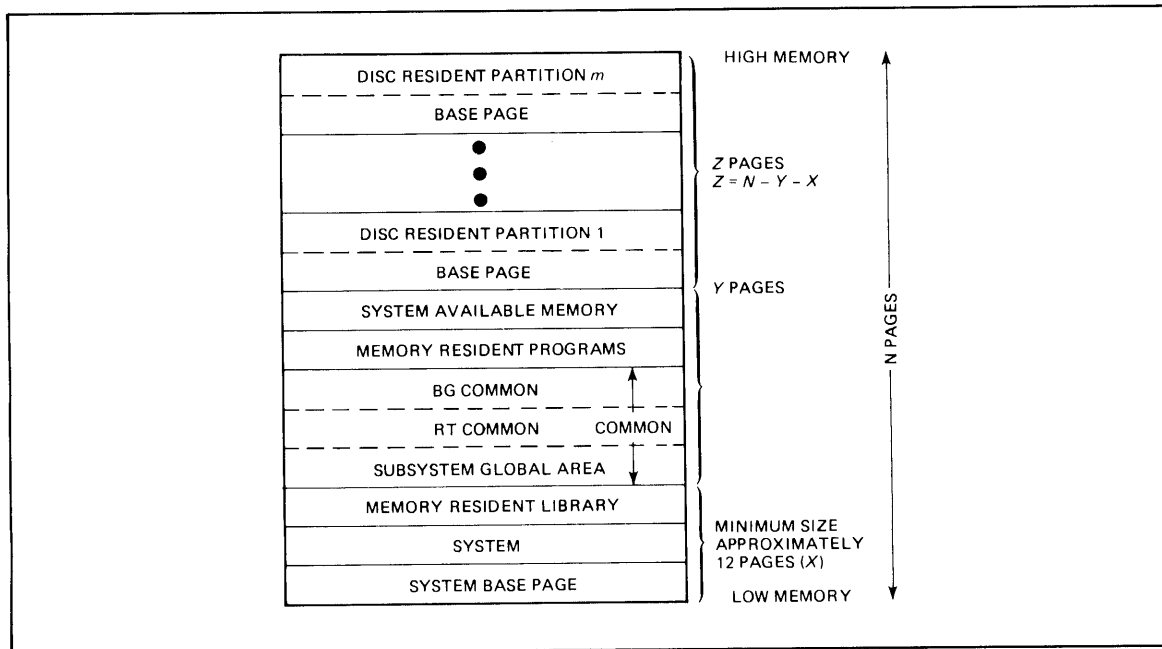 HIGH MEMORY
DISC RESIDENT PARTITION m
BASE PAGE
Z PAGES
Z = N – Y – X
DISC RESIDENT PARTITION 1
BASE PAGE
Y PAGES
SYSTEM AVAILABLE MEMORY
MEMORY RESIDENT PROGRAMS
BG COMMON
RT COMMON
COMMON
SUBSYSTEM GLOBAL AREA
MEMORY RESIDENT LIBRARY
SYSTEM
SYSTEM BASE PAGE
MINIMUM SIZE
APPROXIMATELY
12 PAGES (X)
LOW MEMORY
N PAGES